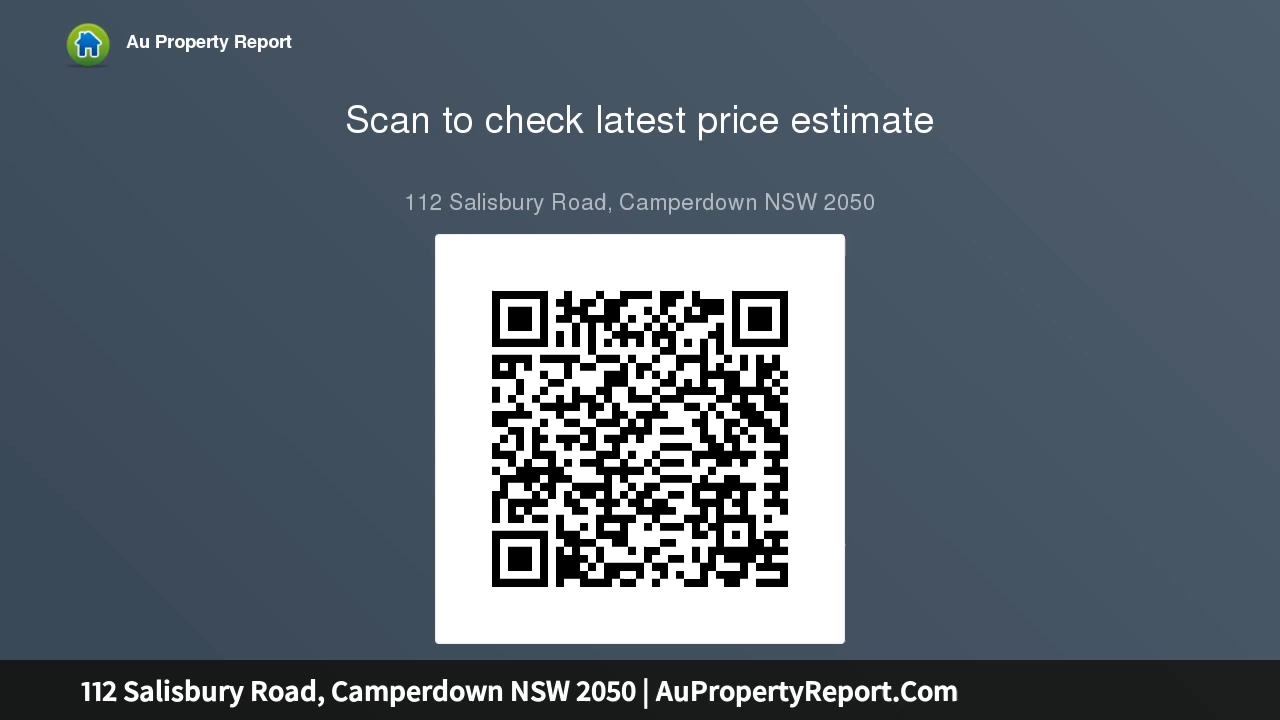 Au Property Report
Scan to check latest price estimate
112 Salisbury Road, Camperdown NSW 2050
112 Salisbury Road, Camperdown NSW 2050 | AuPropertyReport.Com